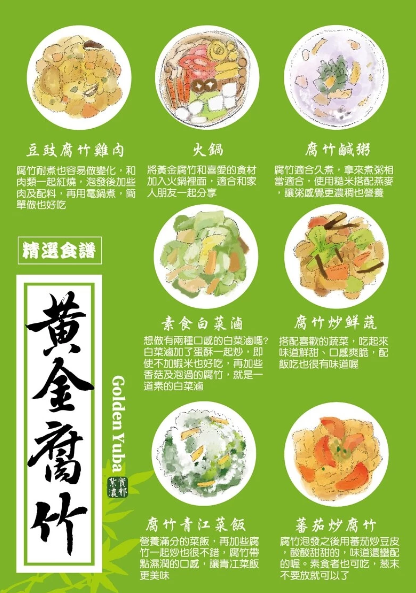 豆豉腐竹雞肉
腐竹耐煮也容易做變化，和
肉類一起紅燒，泡發後加些
肉及配料，再用電鍋煮，簡
單做也好吃
火鍋
將黃金腐竹和喜愛的食材
加入火鍋裡面，適合和家
人朋友一起分享
腐竹鹹粥
腐竹適合久煮，拿來煮粥相
當適合，使用糙米搭配燕麥
，讓粥感覺更濃稠也營養
精選食譜
黃金腐竹
Golden Yuba
素食白菜滷
想做有兩種口感的白菜滷嗎?
白菜滷加了蛋酥一起炒，即
使不加蝦米也好吃，再加些
香菇及泡過的腐竹，就是一
道素的白菜滷
腐竹炒鮮蔬
搭配喜歡的蔬菜，吃起來
味道鮮甜、口感爽脆，配
飯吃也很有味道喔
腐竹青江菜飯
營養滿分的菜飯，再加些腐
竹一起炒也很不錯，腐竹帶
點濕潤的口感，讓青江菜飯
更美味
蕃茄炒腐竹
腐竹泡發之後用蕃茄炒豆皮
，酸酸甜甜的，味道還蠻配
的喔。素食者也可吃，蔥末
不要放就可以了